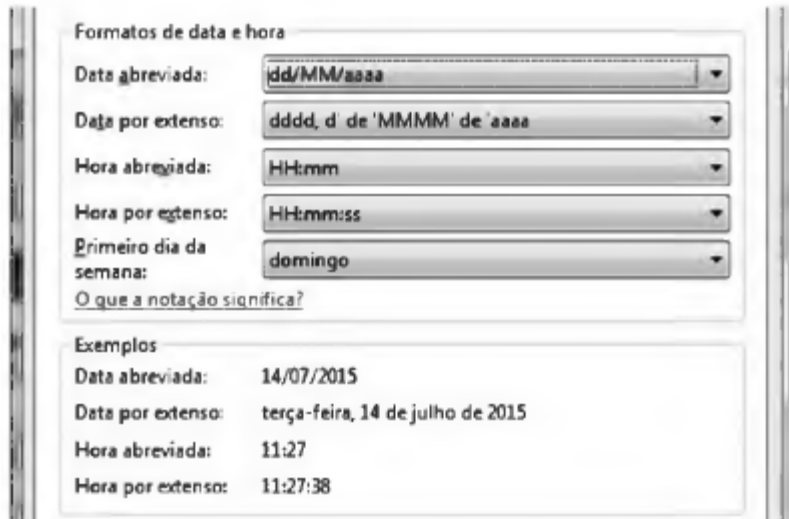 Formatos de data e hora
Data abreviada: dd/MM/aaaa
Data por extenso: dddd, d' de 'MMMM' de 'aaaa
Hora abreviada: HH:mm
Hora por extenso: HH:mm:ss
Primeiro dia da
semana: domingo
O que a notação significa?
Exemplos
Data abreviada: 14/07/2015
Data por extenso: terça-feira, 14 de julho de 2015
Hora abreviada: 11:27
Hora por extenso: 11:27:38